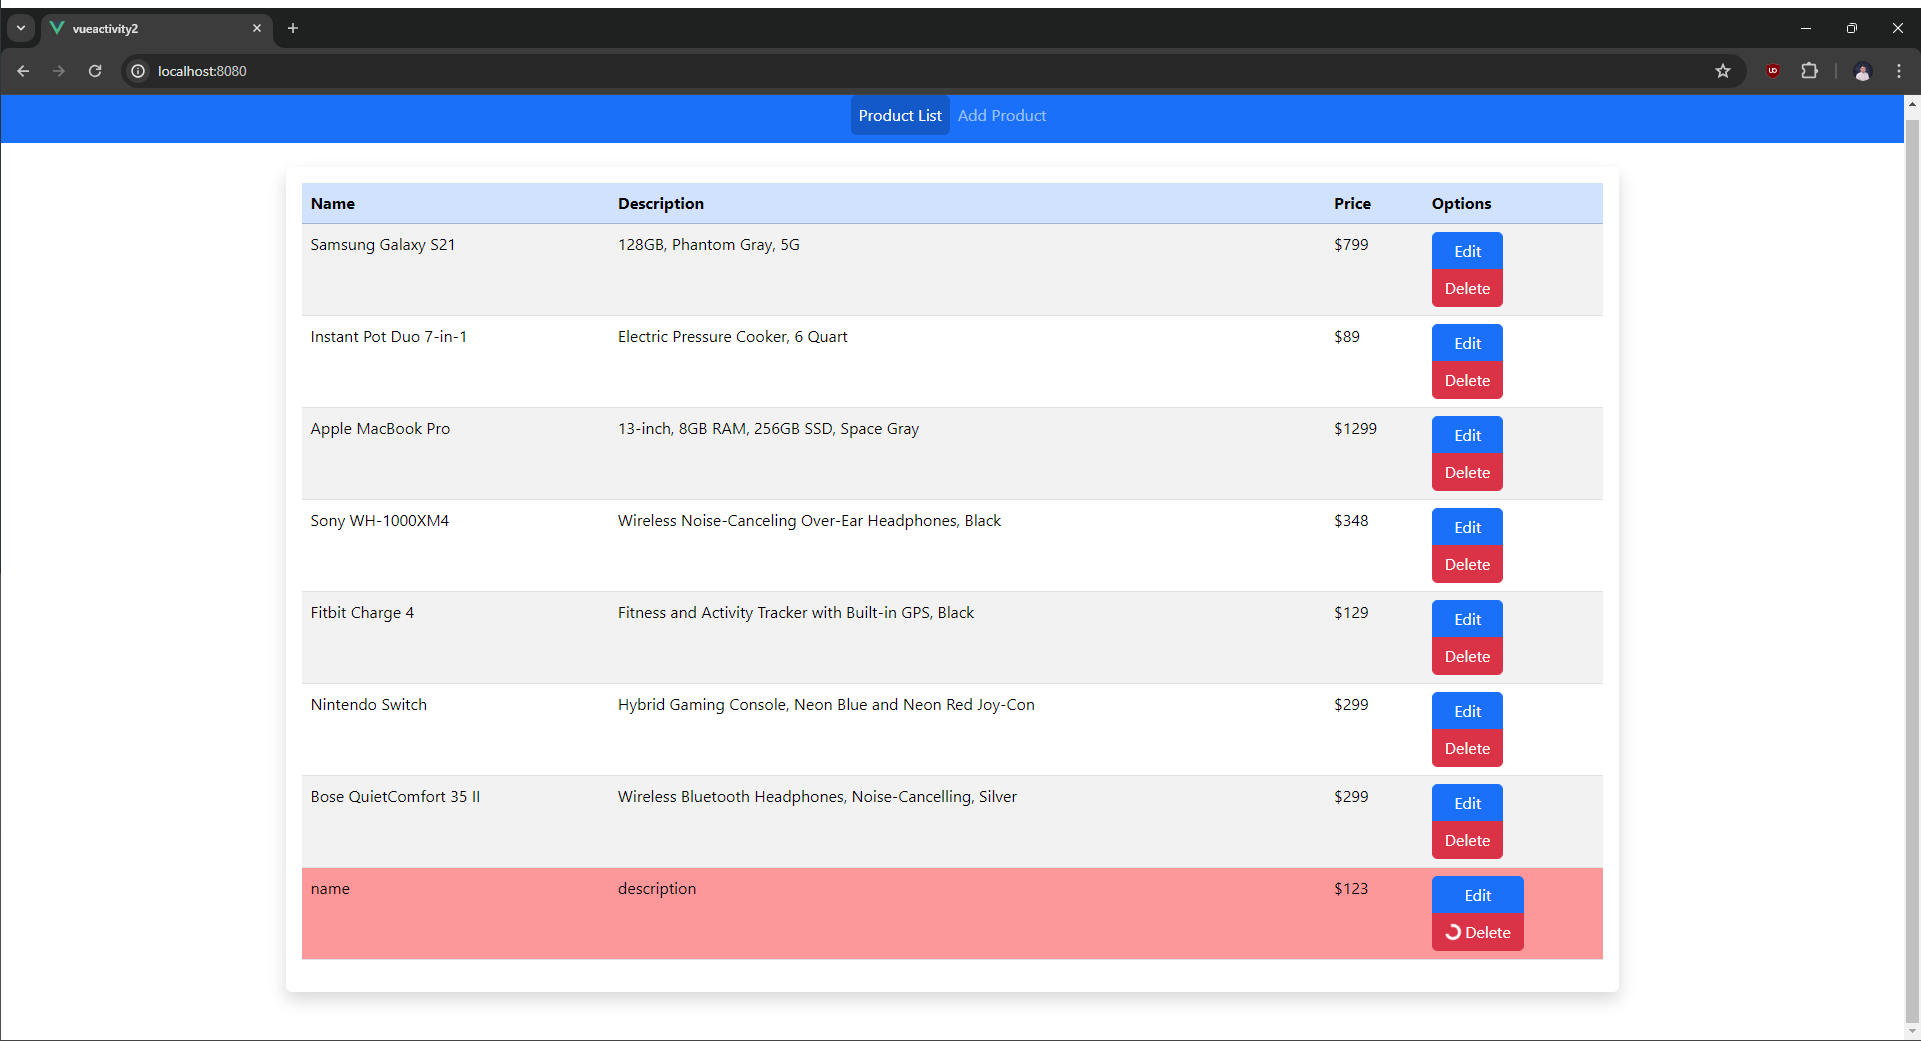 vueactivity2
localhost:8080
Product List Add Product
Name Description Price Options
Samsung Galaxy S21 128GB, Phantom Gray, 5G $799 Edit
Delete
Instant Pot Duo 7-in-1 Electric Pressure Cooker, 6 Quart $89 Edit
Delete
Apple MacBook Pro 13-inch, 8GB RAM, 256GB SSD, Space Gray $1299 Edit
Delete
Sony WH-1000XM4 Wireless Noise-Canceling Over-Ear Headphones, Black $348 Edit
Delete
Fitbit Charge 4 Fitness and Activity Tracker with Built-in GPS, Black $129 Edit
Delete
Nintendo Switch Hybrid Gaming Console, Neon Blue and Neon Red Joy-Con $299 Edit
Delete
Bose QuietComfort 35 II Wireless Bluetooth Headphones, Noise-Cancelling, Silver $299 Edit
Delete
name description $123 Edit
Delete